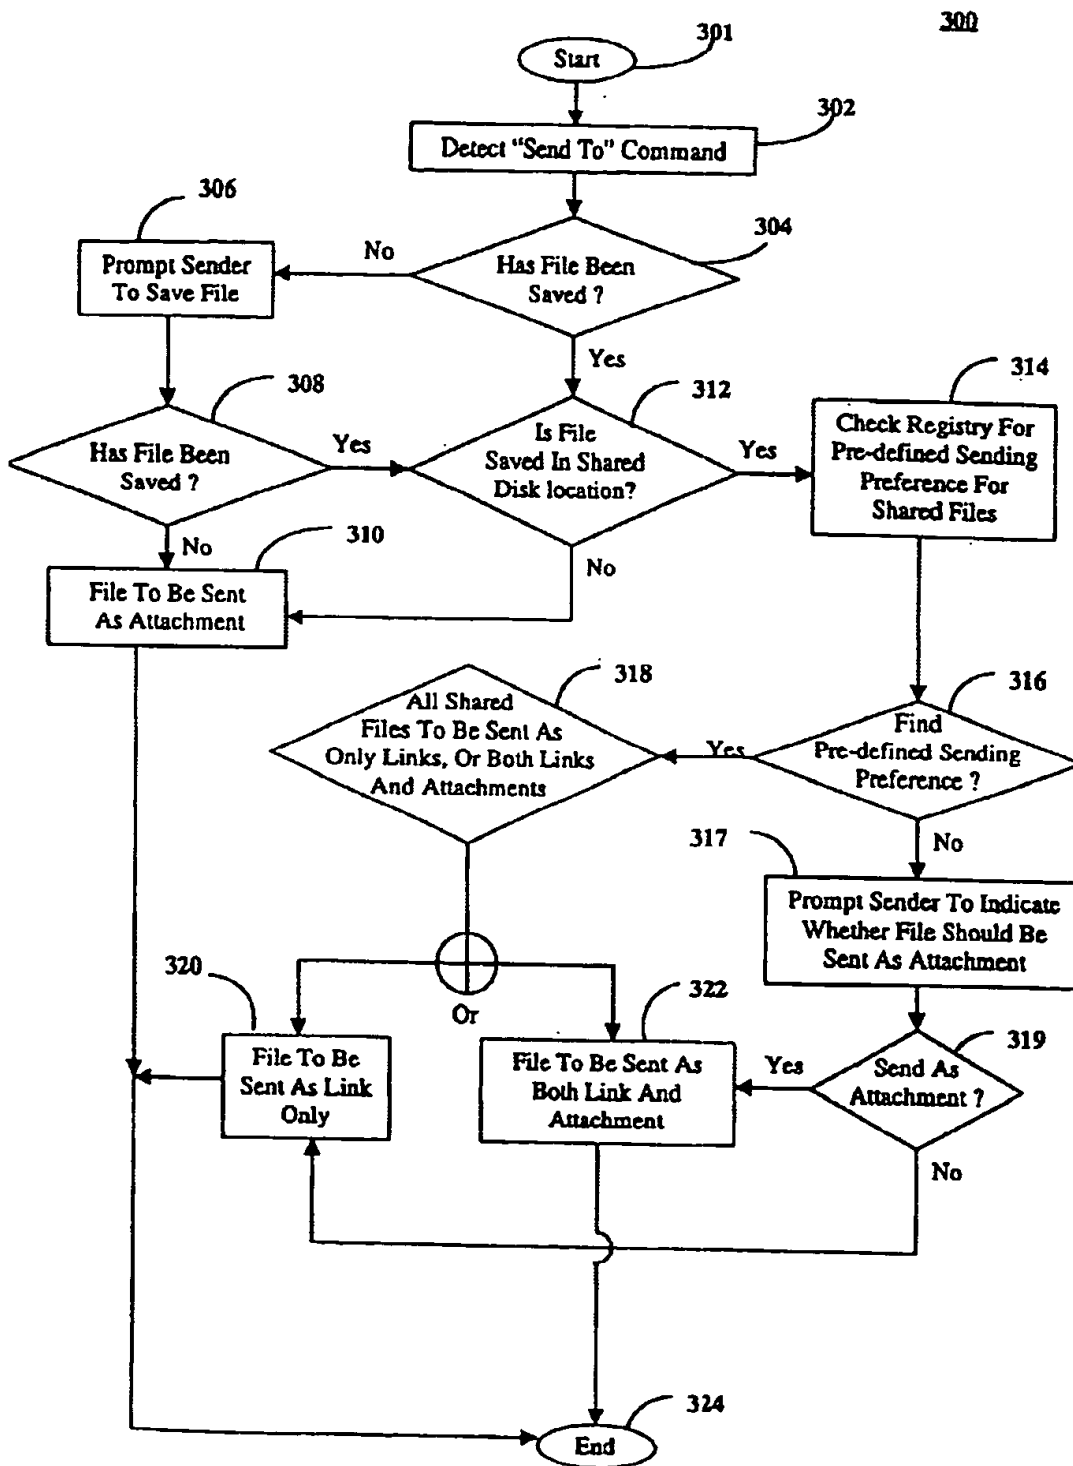 300
301
Start
302
Detect "Send To" Command
306
304
No
Prompt Sender
To Save File
Has File Been
Saved ?
Yes
308
312
314
Has File Been
Saved ?
Yes
Is File
Saved In Shared
Disk location?
Yes
Check Registry For
Pre-defined Sending
Preference For
Shared Files
No
310
No
File To Be Sent
As Attachment
318
316
All Shared
Files To Be Sent As
Only Links, Or Both Links
And Attachments
Yes
Find
Pre-defined Sending
Preference ?
No
317
Prompt Sender To Indicate
Whether File Should Be
Sent As Attachment
320
Or
322
319
File To Be
Sent As Link
Only
File To Be Sent As
Both Link And
Attachment
Yes
Send As
Attachment ?
No
324
End